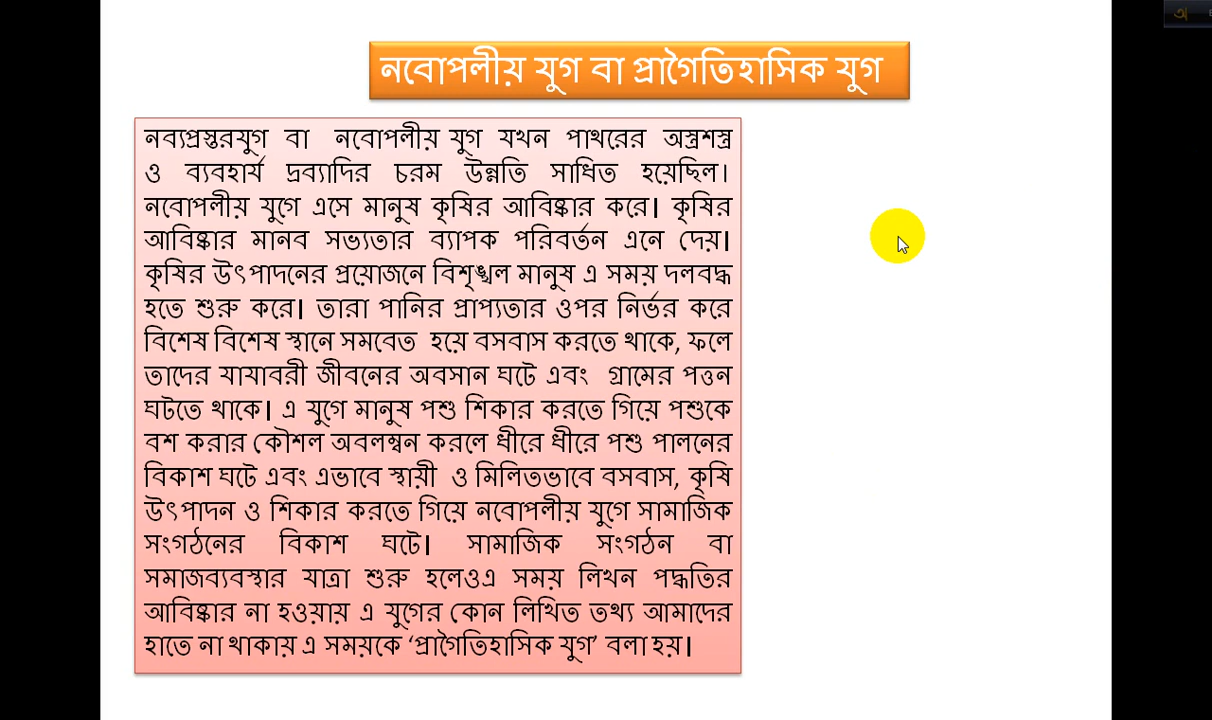 নবোপলীয় যুগ বা প্রাগৈতিহাসিক যুগ
নব্যপ্রস্তরযুগ বা নবোপলীয় যুগ যখন পাথরের অস্ত্রশস্ত্র
ও ব্যবহার্য দ্রব্যাদির চরম উন্নতি সাধিত হয়েছিল।
নবোপলীয় যুগে এসে মানুষ কৃষির আবিষ্কার করে। কৃষির
আবিষ্কার মানব সভ্যতার ব্যাপক পরিবর্তন এনে দেয়।
কৃষির উৎপাদনের প্রয়োজনে বিশৃঙ্খল মানুষ এ সময় দলবদ্ধ
হতে শুরু করে। তারা পানির প্রাপ্যতার ওপর নির্ভর করে
বিশেষ বিশেষ স্থানে সমবেত হয়ে বসবাস করতে থাকে, ফলে
তাদের যাযাবরী জীবনের অবসান ঘটে এবং গ্রামের পত্তন
ঘটতে থাকে। এ যুগে মানুষ পশু শিকার করতে গিয়ে পশুকে
বশ করার কৌশল অবলম্বন করলে ধীরে ধীরে পশু পালনের
বিকাশ ঘটে এবং এভাবে স্থায়ী ও মিলিতভাবে বসবাস, কৃষি
উৎপাদন ও শিকার করতে গিয়ে নবোপলীয় যুগে সামাজিক
সংগঠনের বিকাশ ঘটে। সামাজিক সংগঠন বা
সমাজব্যবস্থার যাত্রা শুরু হলেওএ সময় লিখন পদ্ধতির
আবিষ্কার না হওয়ায় এ যুগের কোন লিখিত তথ্য আমাদের
হাতে না থাকায় এ সময়কে ‘প্রাগৈতিহাসিক যুগ’ বলা হয়।